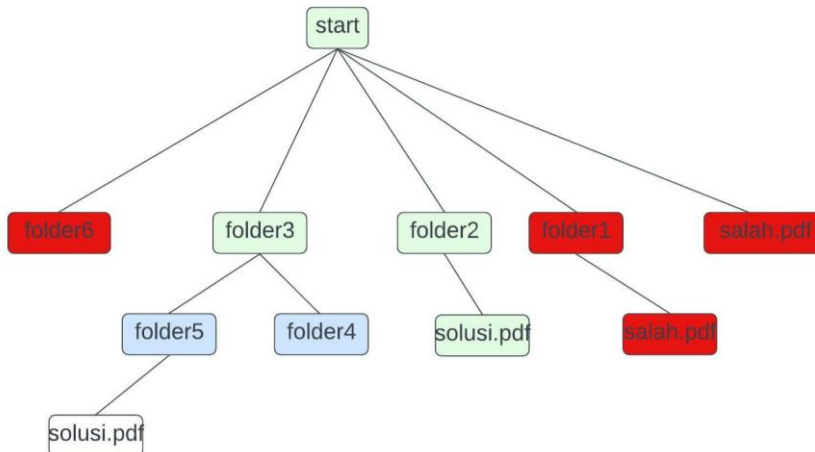 start
folder6
folder3
folder2
folder1
salah.pdf
folder5
folder4
solusi.pdf
salah.pdf
solusi.pdf